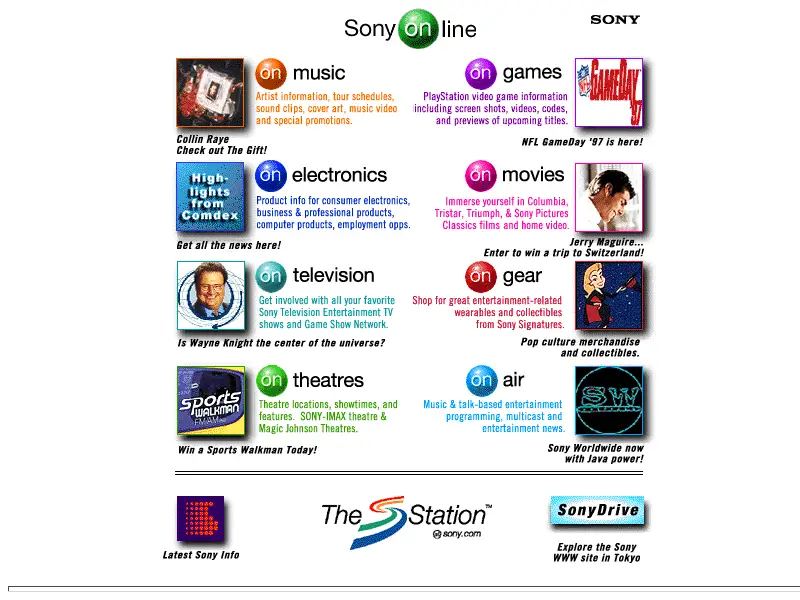 Sony on line
SONY
on music
Artist information, tour schedules,
sound clips, cover art, music video
and special promotions.
Collin Raye
Check out The Gift!
on games
PlayStation video game information
including screen shots, videos, codes,
and previews of upcoming titles.
NFL
GAMEDAY
'97
NFL GameDay '97 is here!
High-
lights
from
Comdex
on electronics
Product info for consumer electronics,
business & professional products,
computer products, employment opps.
Get all the news here!
on movies
Immerse yourself in Columbia,
Tristar, Triumph, & Sony Pictures
Classics films and home video.
Jerry Maguire...
Enter to win a trip to Switzerland!
on television
Get involved with all your favorite
Sony Television Entertainment TV
shows and Game Show Network.
Is Wayne Knight the center of the universe?
on gear
Shop for great entertainment-related
wearables and collectibles
from Sony Signatures.
Pop culture merchandise
and collectibles.
Sports
WALKMAN
FM/AM
on theatres
Theatre locations, showtimes, and
features. SONY-IMAX theatre &
Magic Johnson Theatres.
Win a Sports Walkman Today!
on air
Music & talk-based entertainment
programming, multicast and
entertainment news.
SW
Sony Worldwide now
with Java power!
Latest Sony Info
The Station™
@sony.com
SonyDrive
Explore the Sony
WWW site in Tokyo